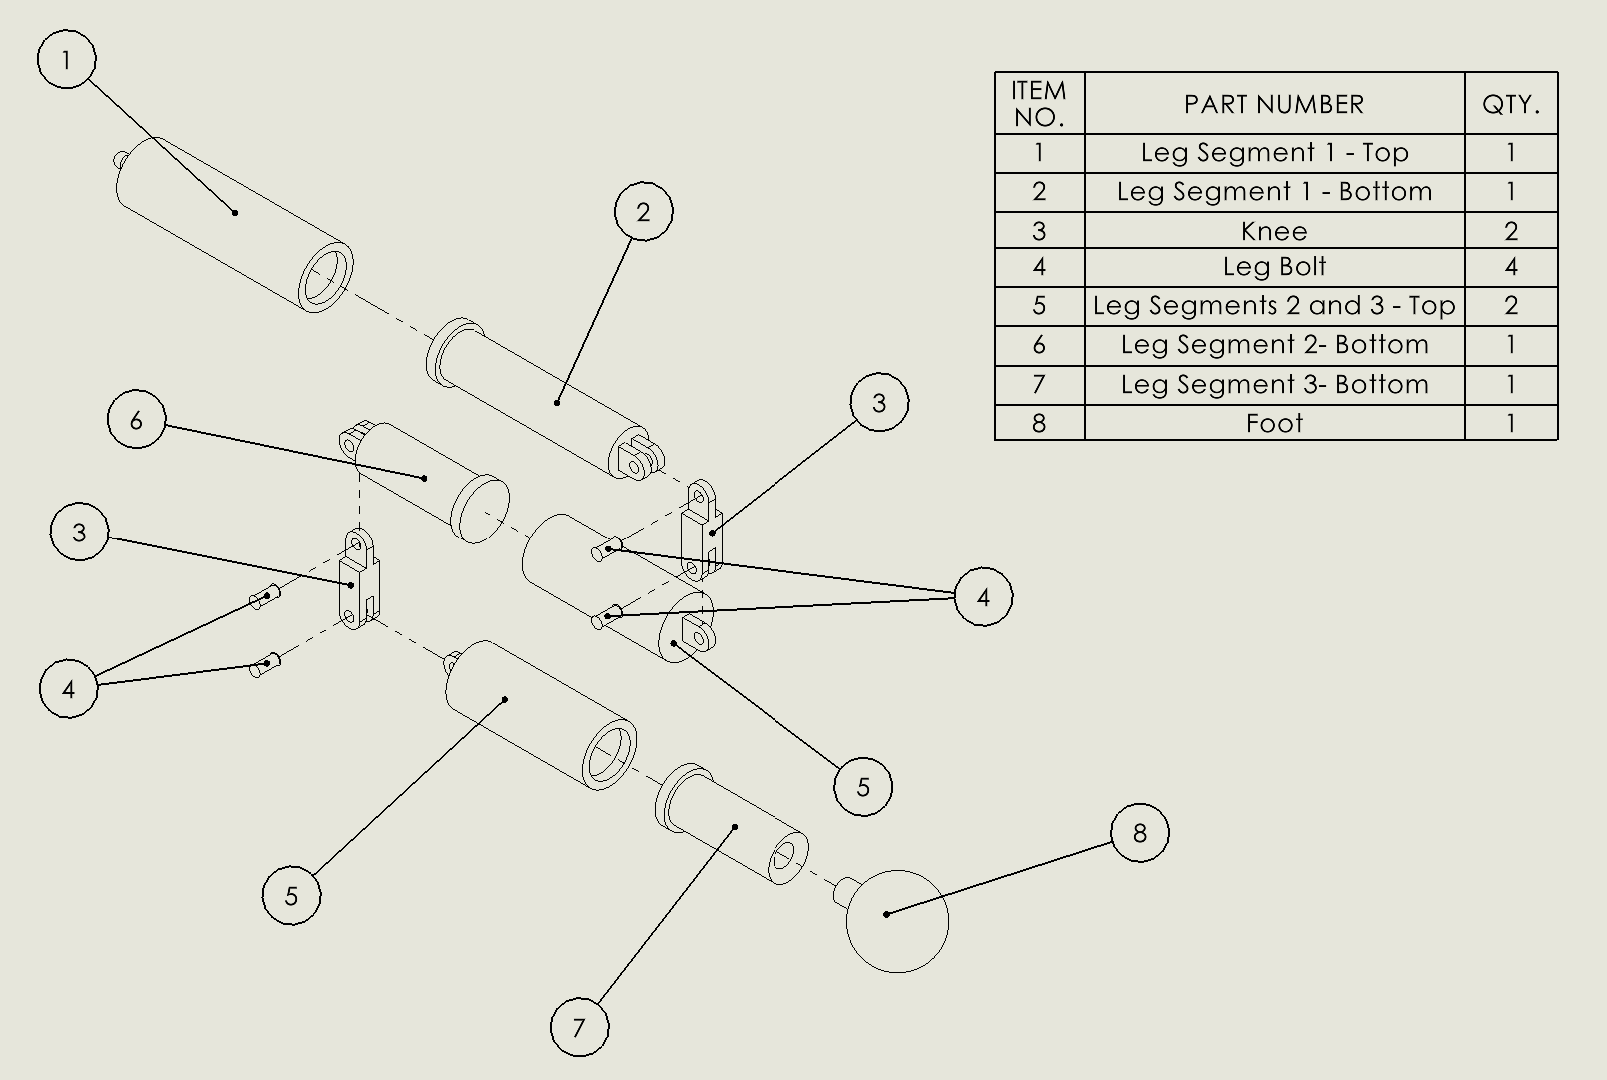 1
2
3
6
3
4
4
5
5
8
7
ITEM NO. PART NUMBER QTY.
1 Leg Segment 1 - Top 1
2 Leg Segment 1 - Bottom 1
3 Knee 2
4 Leg Bolt 4
5 Leg Segments 2 and 3 - Top 2
6 Leg Segment 2- Bottom 1
7 Leg Segment 3- Bottom 1
8 Foot 1